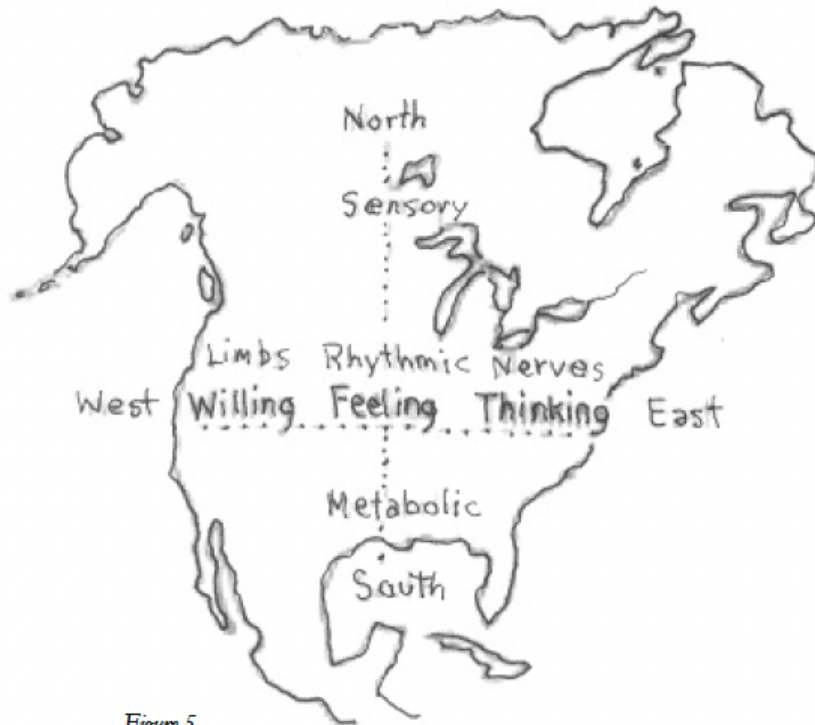 North
Sensory
Limbs Rhythmic Nerves
West Willing Feeling Thinking East
Metabolic
South
Figure 5